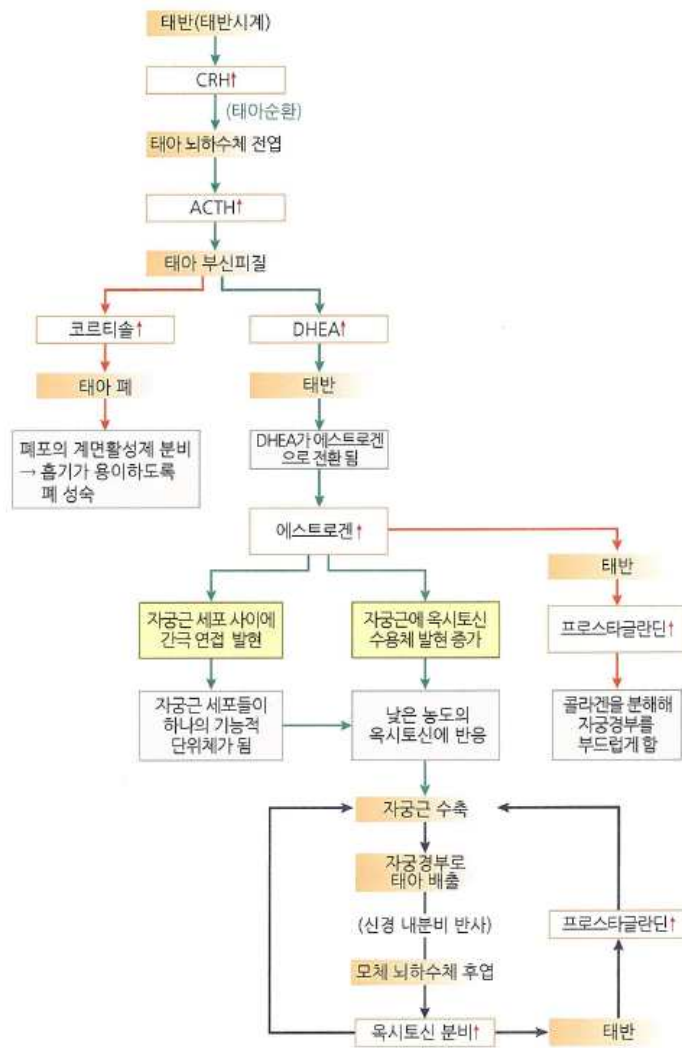 태반(태반시계)
CRH↑
(태아순환)
태아 뇌하수체 전엽
ACTH↑
태아 부신피질
코르티솔↑
DHEA↑
태아 폐
태반
폐포의 계면활성제 분비
→ 흡기가 용이하도록
폐 성숙
DHEA가 에스트로겐
으로 전환 됨
에스트로겐↑
태반
자궁근 세포 사이에
간극 연접 발현
자궁근에 옥시토신
수용체 발현 증가
프로스타글란딘↑
자궁근 세포들이
하나의 기능적
단위체가 됨
낮은 농도의
옥시토신에 반응
콜라겐을 분해해
자궁경부를
부드럽게 함
자궁근 수축
자궁경부로
태아 배출
(신경 내분비 반사)
프로스타글란딘↑
모체 뇌하수체 후엽
옥시토신 분비↑
태반